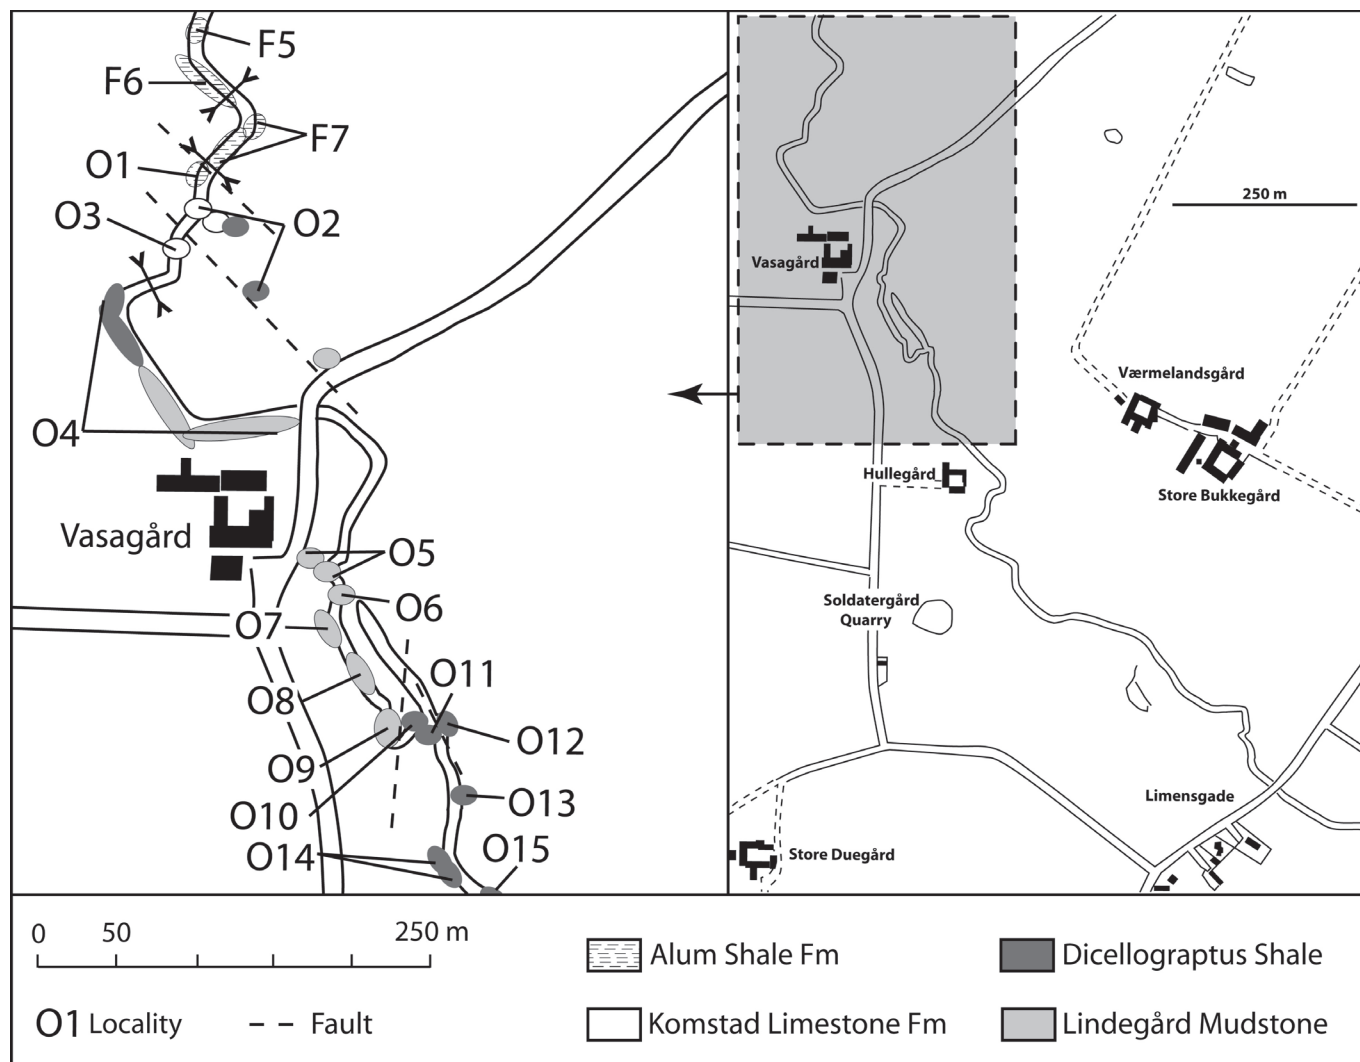 F5
F6
F7
O1
O3
O2
O4
Vasagård
O5
O6
O7
O11
O8
O12
O9
O13
O10
O14
O15
250 m
Vasagård
Værmelandsgård
Hullegård
Store Bukkegård
Soldatergård
Quarry
Limensgade
Store Duegård
0 50 250 m
O1 Locality
Fault
Alum Shale Fm
Komstad Limestone Fm
Dicellograptus Shale
Lindegård Mudstone